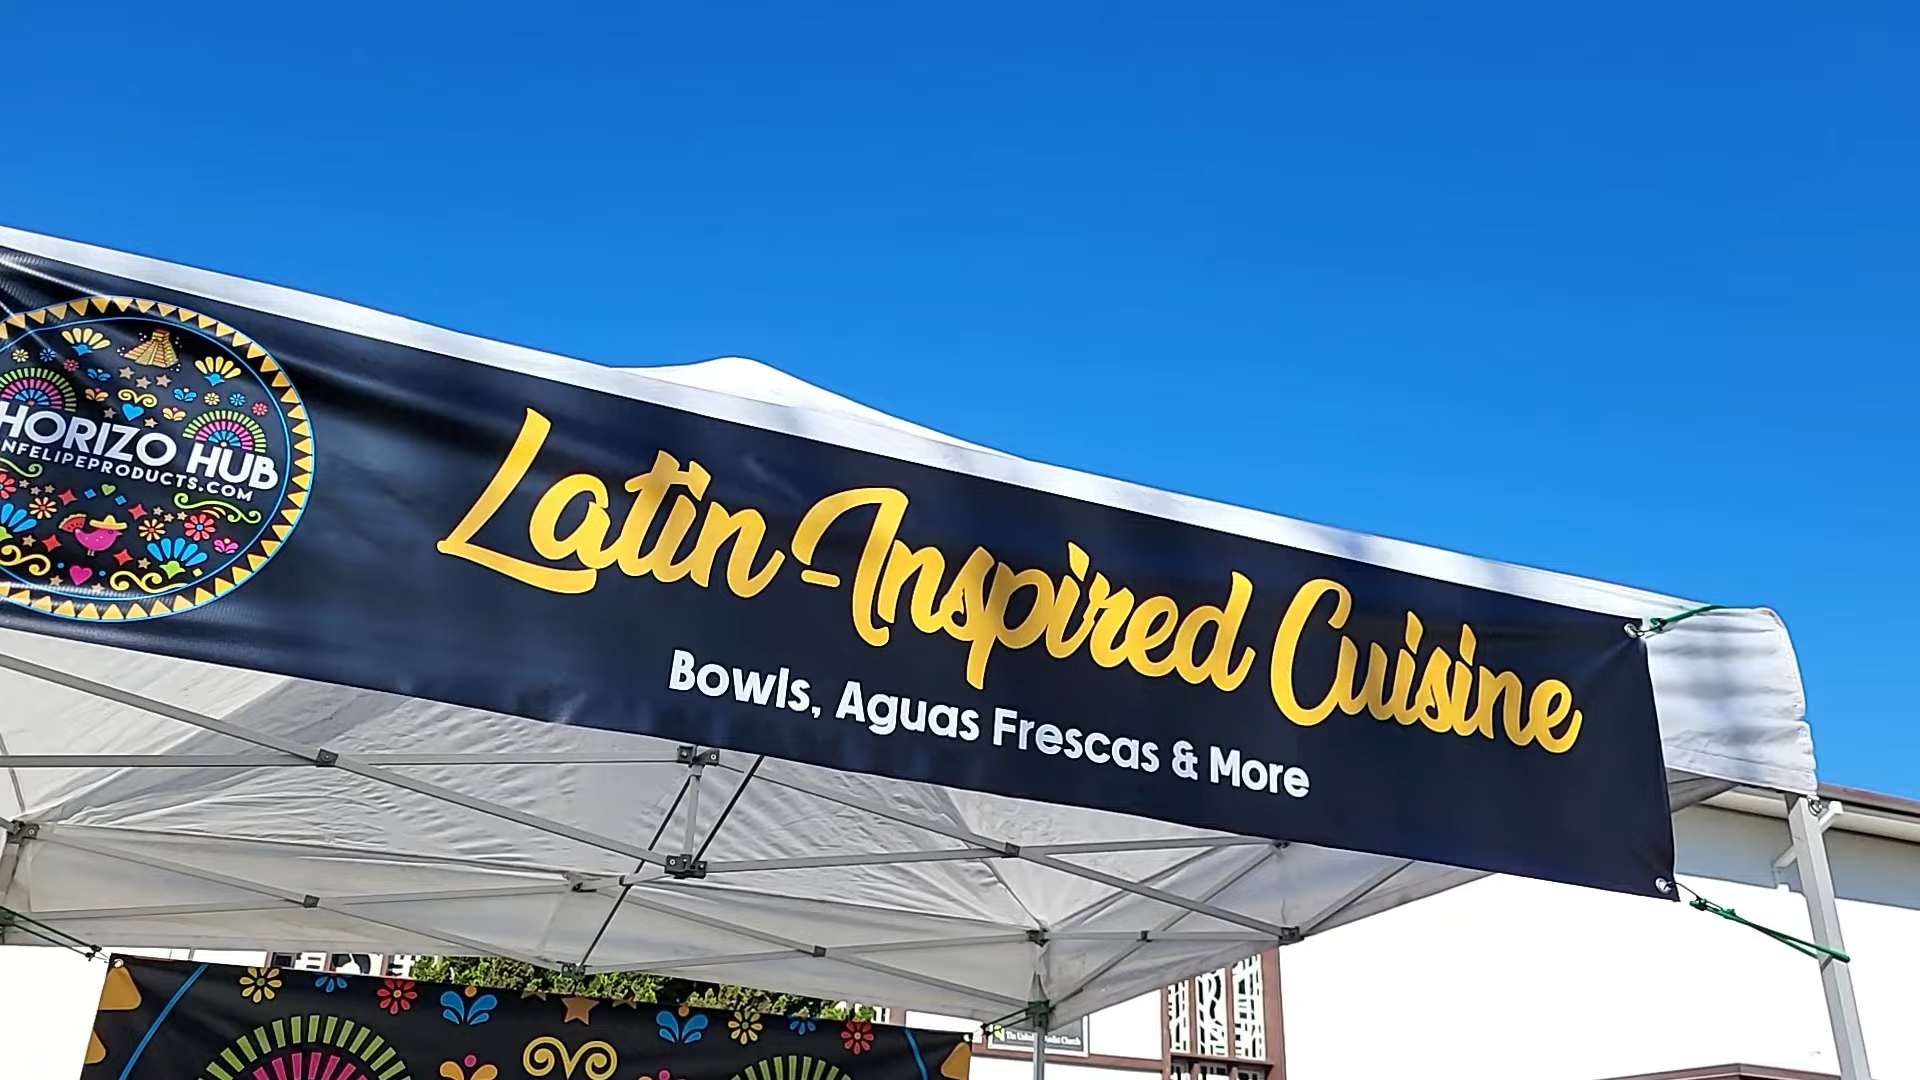 HORIZO HUB
NFELIPEPRODUCTS.COM
Latin-Inspired Cuisine
Bowls, Aguas Frescas & More